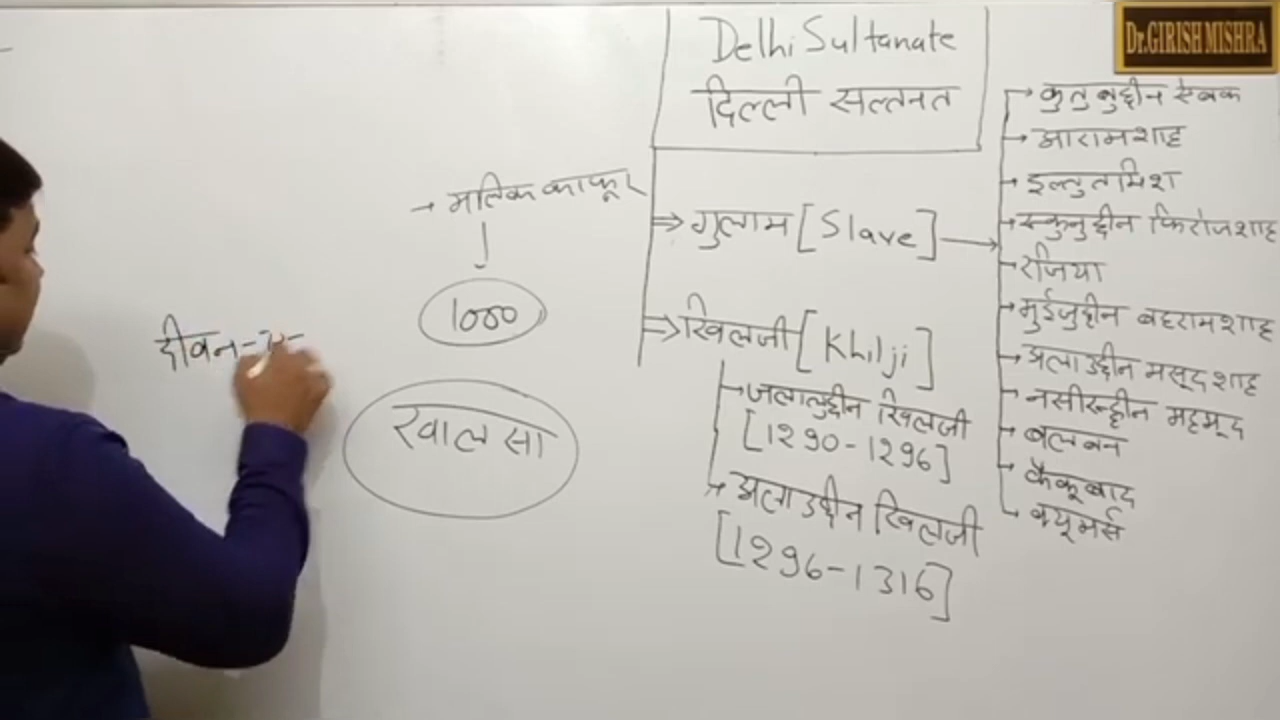 Dr.GIRISH MISHRA
Delhi Sultanate
दिल्ली सल्तनत
→ मलिक काफूर
1000
दीवान-
खालसा
⇒ गुलाम [Slave] →
⇒ खिलजी [Khilji]
→ जलालुद्दीन खिलजी
[1290-1296]
→ अलाउद्दीन खिलजी
[1296-1316]
→ कुतुबुद्दीन ऐबक
→ आरामशाह
→ इल्तुतमिश
→ रुकुनुद्दीन फिरोजशाह
→ रजिया
→ मुईजुद्दीन बहरामशाह
→ अलाउद्दीन मसूदशाह
→ नसीरुद्दीन महमूद
→ बलबन
→ कैकूबाद
→ क्यूमर्स